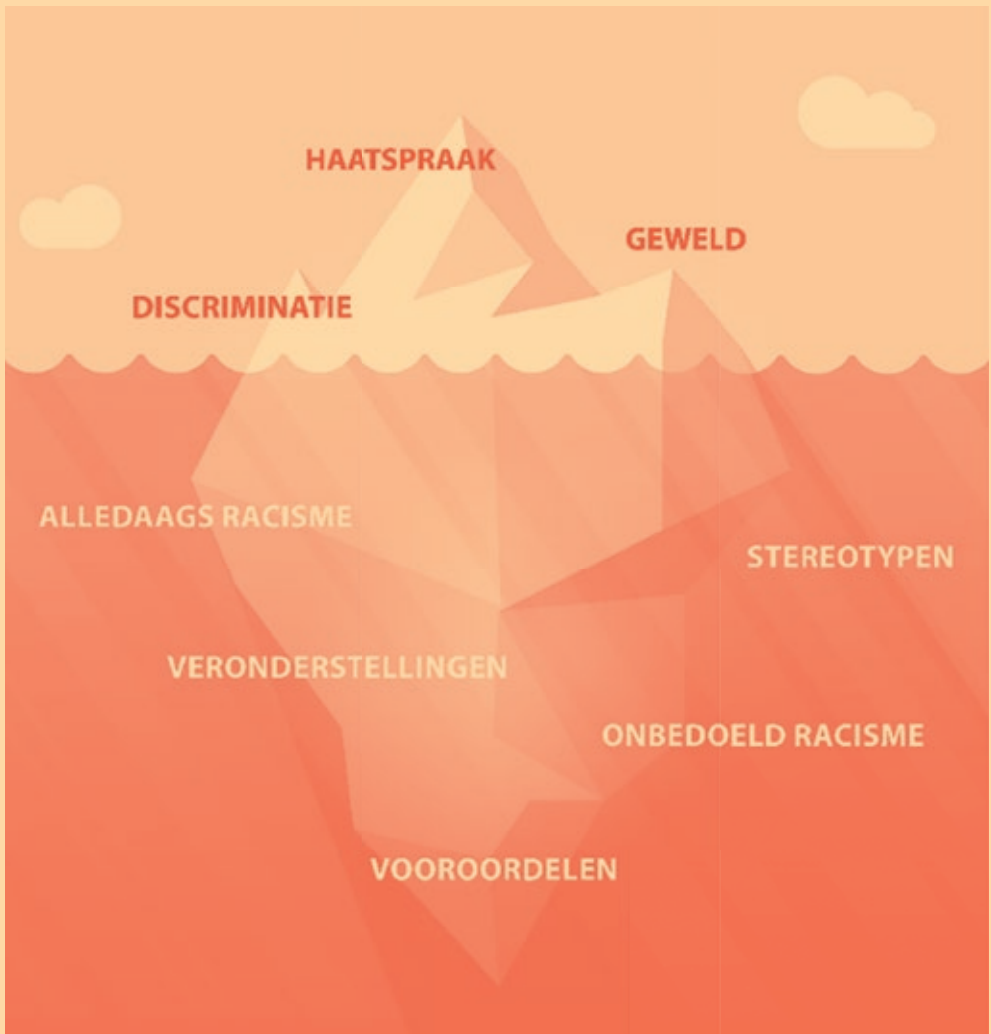 HAATSPRAAK
GEWELD
DISCRIMINATIE
ALLEDAAGS RACISME
STEREOTYPEN
VERONDERSTELLINGEN
ONBEDOELD RACISME
VOOROORDELEN